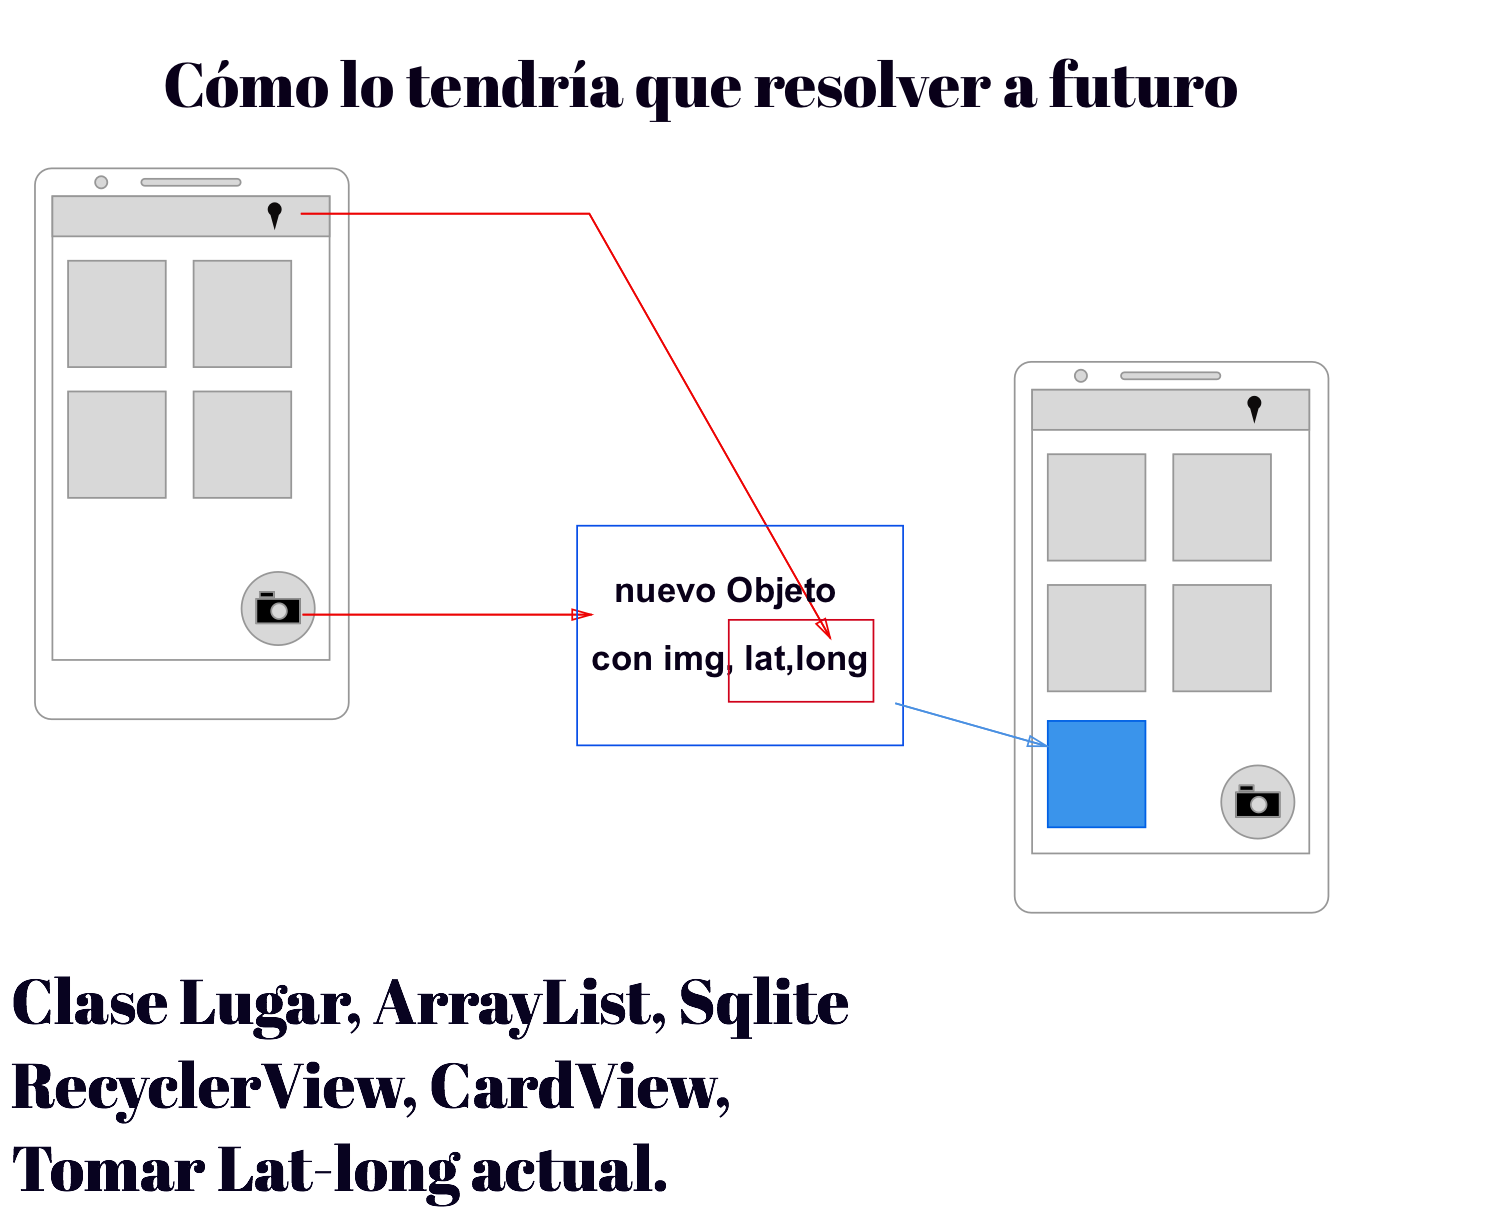 Cómo lo tendría que resolver a futuro
nuevo Objeto
con img, lat,long
Clase Lugar, ArrayList, Sqlite
RecyclerView, CardView,
Tomar Lat-long actual.